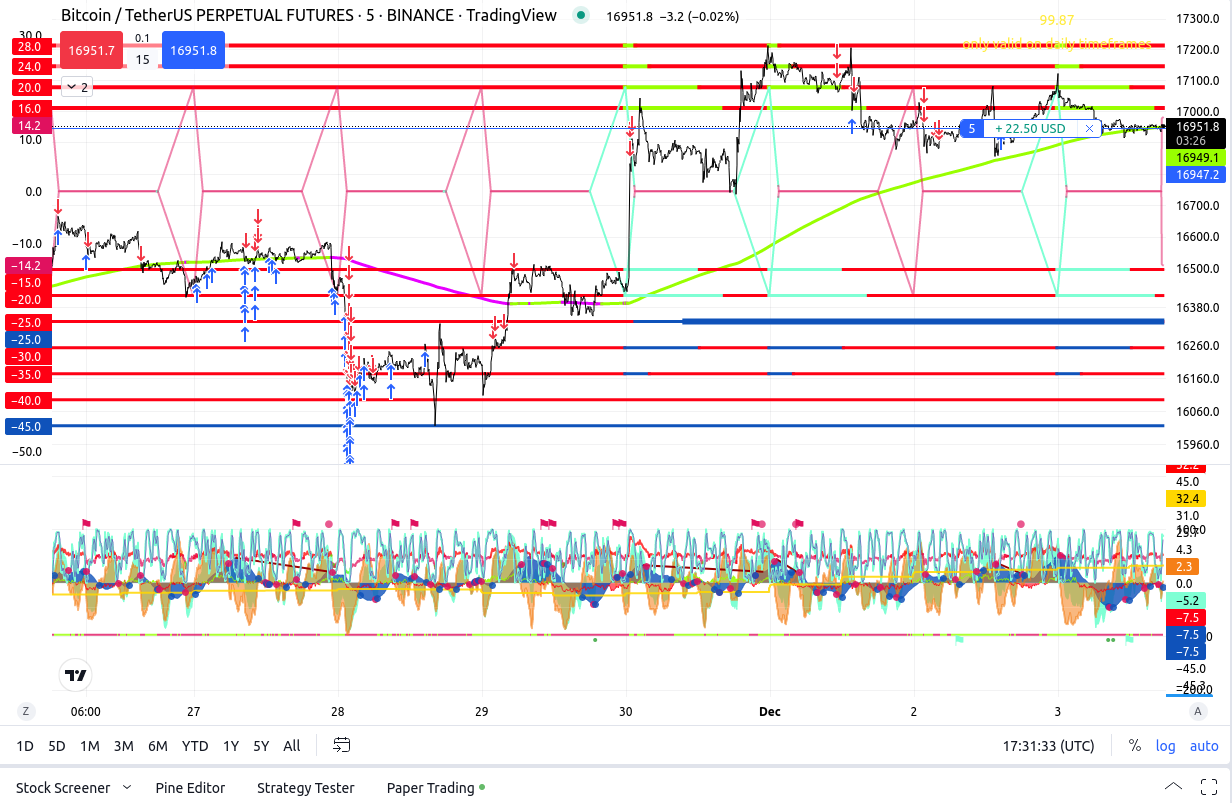 Bitcoin / TetherUS PERPETUAL FUTURES · 5 · BINANCE · TradingView
16951.8 −3.2 (−0.02%)
16951.7
0.1
15
16951.8
2
99.87
only valid on daily timeframes
5
+ 22.50 USD
30.0
28.0
24.0
20.0
16.0
14.2
10.0
0.0
−10.0
−14.2
−15.0
−20.0
−25.0
−25.0
−30.0
−35.0
−40.0
−45.0
−50.0
17300.0
17200.0
17100.0
17000.0
16951.8
03:26
16949.1
16947.2
16700.0
16600.0
16500.0
16380.0
16260.0
16160.0
16060.0
15960.0
45.0
32.4
31.0
100.0
4.3
2.3
0.0
−5.2
−7.5
−7.5
−7.5
−45.0
−200.0
Z
06:00
27
28
29
30
Dec
2
3
A
1D
5D
1M
3M
6M
YTD
1Y
5Y
All
17:31:33 (UTC)
%
log
auto
Stock Screener
Pine Editor
Strategy Tester
Paper Trading